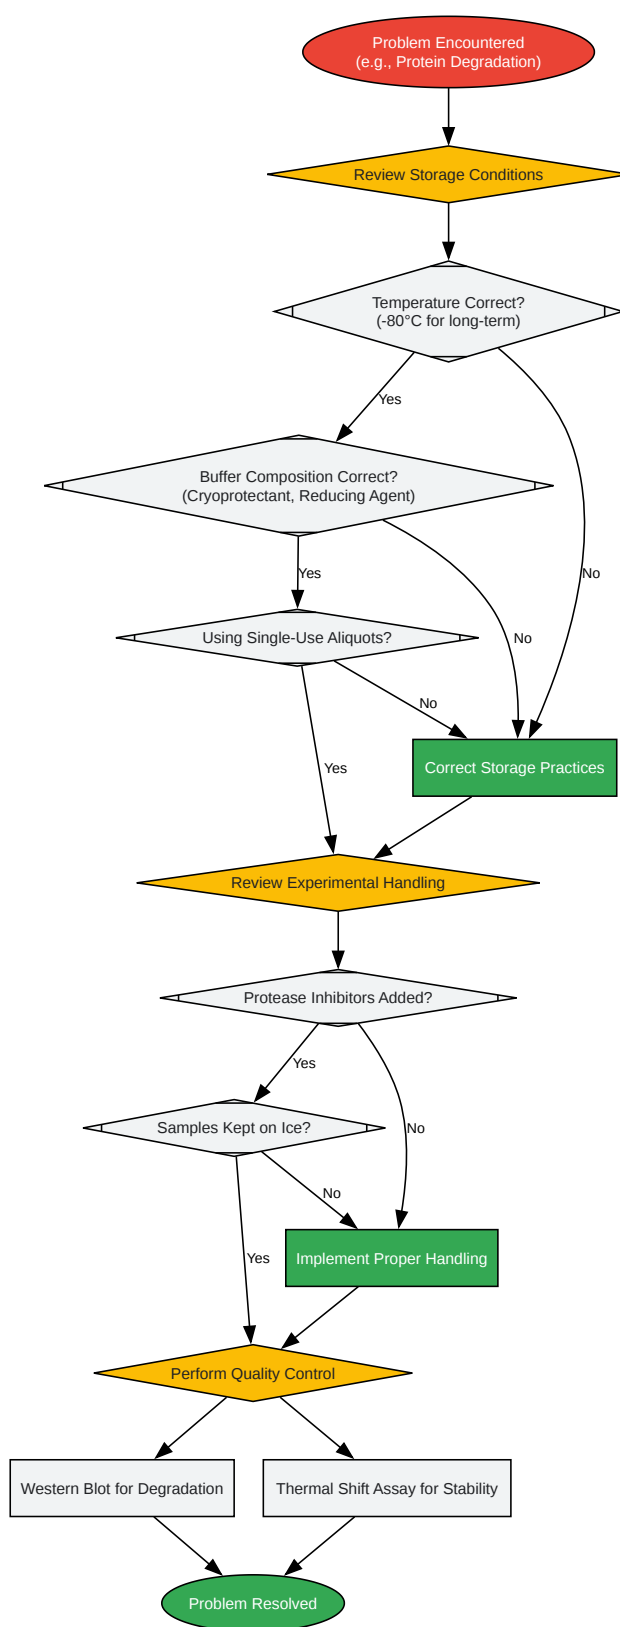 Problem Encountered
(e.g., Protein Degradation)
Review Storage Conditions
Temperature Correct?
(-80°C for long-term)
Yes
Buffer Composition Correct?
(Cryoprotectant, Reducing Agent)
Yes
No
Using Single-Use Aliquots?
No
No
Yes
Correct Storage Practices
Review Experimental Handling
Protease Inhibitors Added?
Yes
Samples Kept on Ice?
No
No
Yes
Implement Proper Handling
Perform Quality Control
Western Blot for Degradation
Thermal Shift Assay for Stability
Problem Resolved